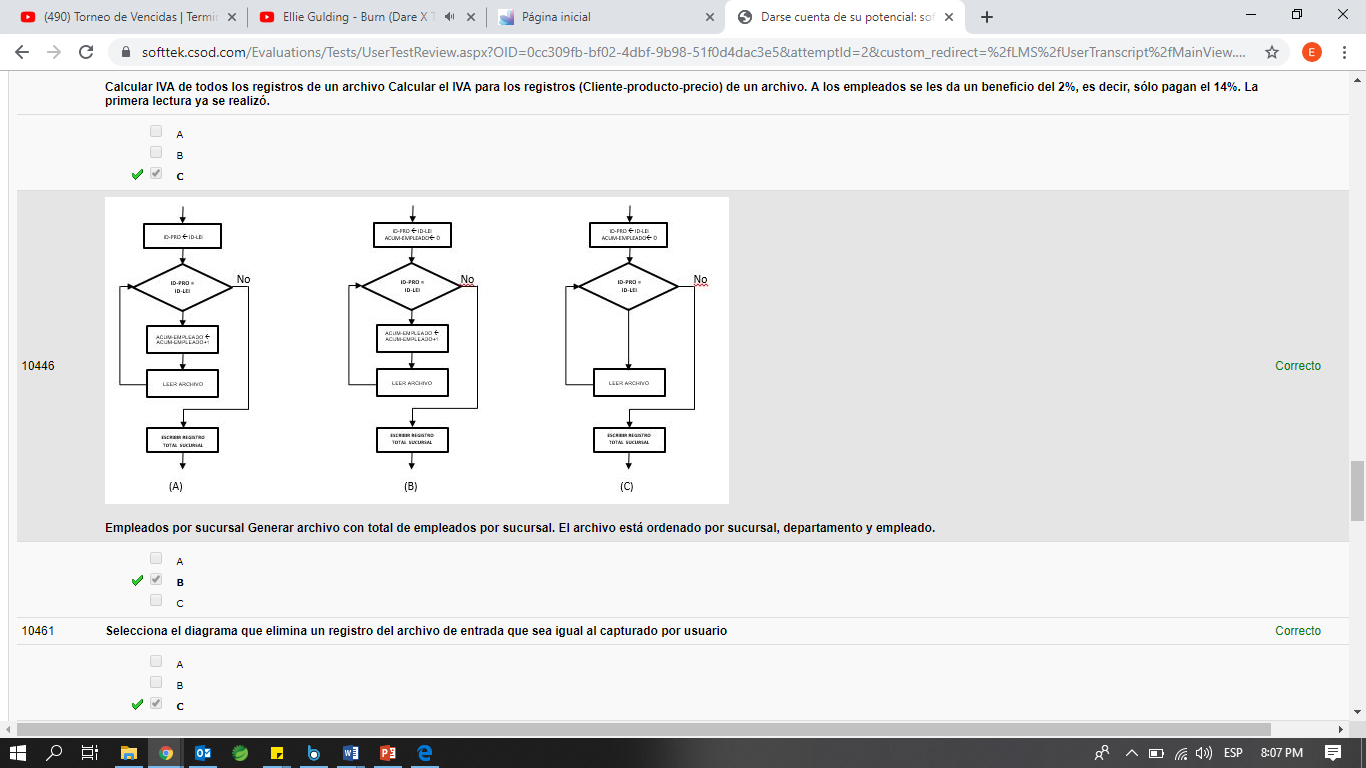 (490) Torneo de Vencidas | Termi
Ellie Gulding - Burn (Dare X T
Página inicial
Darse cuenta de su potencial: sof
softtek.csod.com/Evaluations/Tests/UserTestReview.aspx?OID=0cc309fb-bf02-4dbf-9b98-51f0d4dac3e5&attemptId=2&custom_redirect=%2fLMS%2fUserTranscript%2fMainView....
E
Calcular IVA de todos los registros de un archivo Calcular el IVA para los registros (Cliente-producto-precio) de un archivo. A los empleados se les da un beneficio del 2%, es decir, sólo pagan el 14%. La
primera lectura ya se realizó.
A
B
C
10446
Correcto
ID-PRO ← ID-LEI
ID-PRO =
ID-LEI
No
ACUM-EMPLEADO ←
ACUM-EMPLEADO+1
LEER ARCHIVO
ESCRIBIR REGISTRO
TOTAL SUCURSAL
(A)
ID-PRO ← ID-LEI
ACUM-EMPLEADO← 0
ID-PRO =
ID-LEI
No
ACUM-EMPLEADO ←
ACUM-EMPLEADO+1
LEER ARCHIVO
ESCRIBIR REGISTRO
TOTAL SUCURSAL
(B)
ID-PRO ← ID-LEI
ACUM-EMPLEADO← 0
ID-PRO =
ID-LEI
No
LEER ARCHIVO
ESCRIBIR REGISTRO
TOTAL SUCURSAL
(C)
Empleados por sucursal Generar archivo con total de empleados por sucursal. El archivo está ordenado por sucursal, departamento y empleado.
A
B
C
10461
Selecciona el diagrama que elimina un registro del archivo de entrada que sea igual al capturado por usuario
Correcto
A
B
C
ESP
8:07 PM